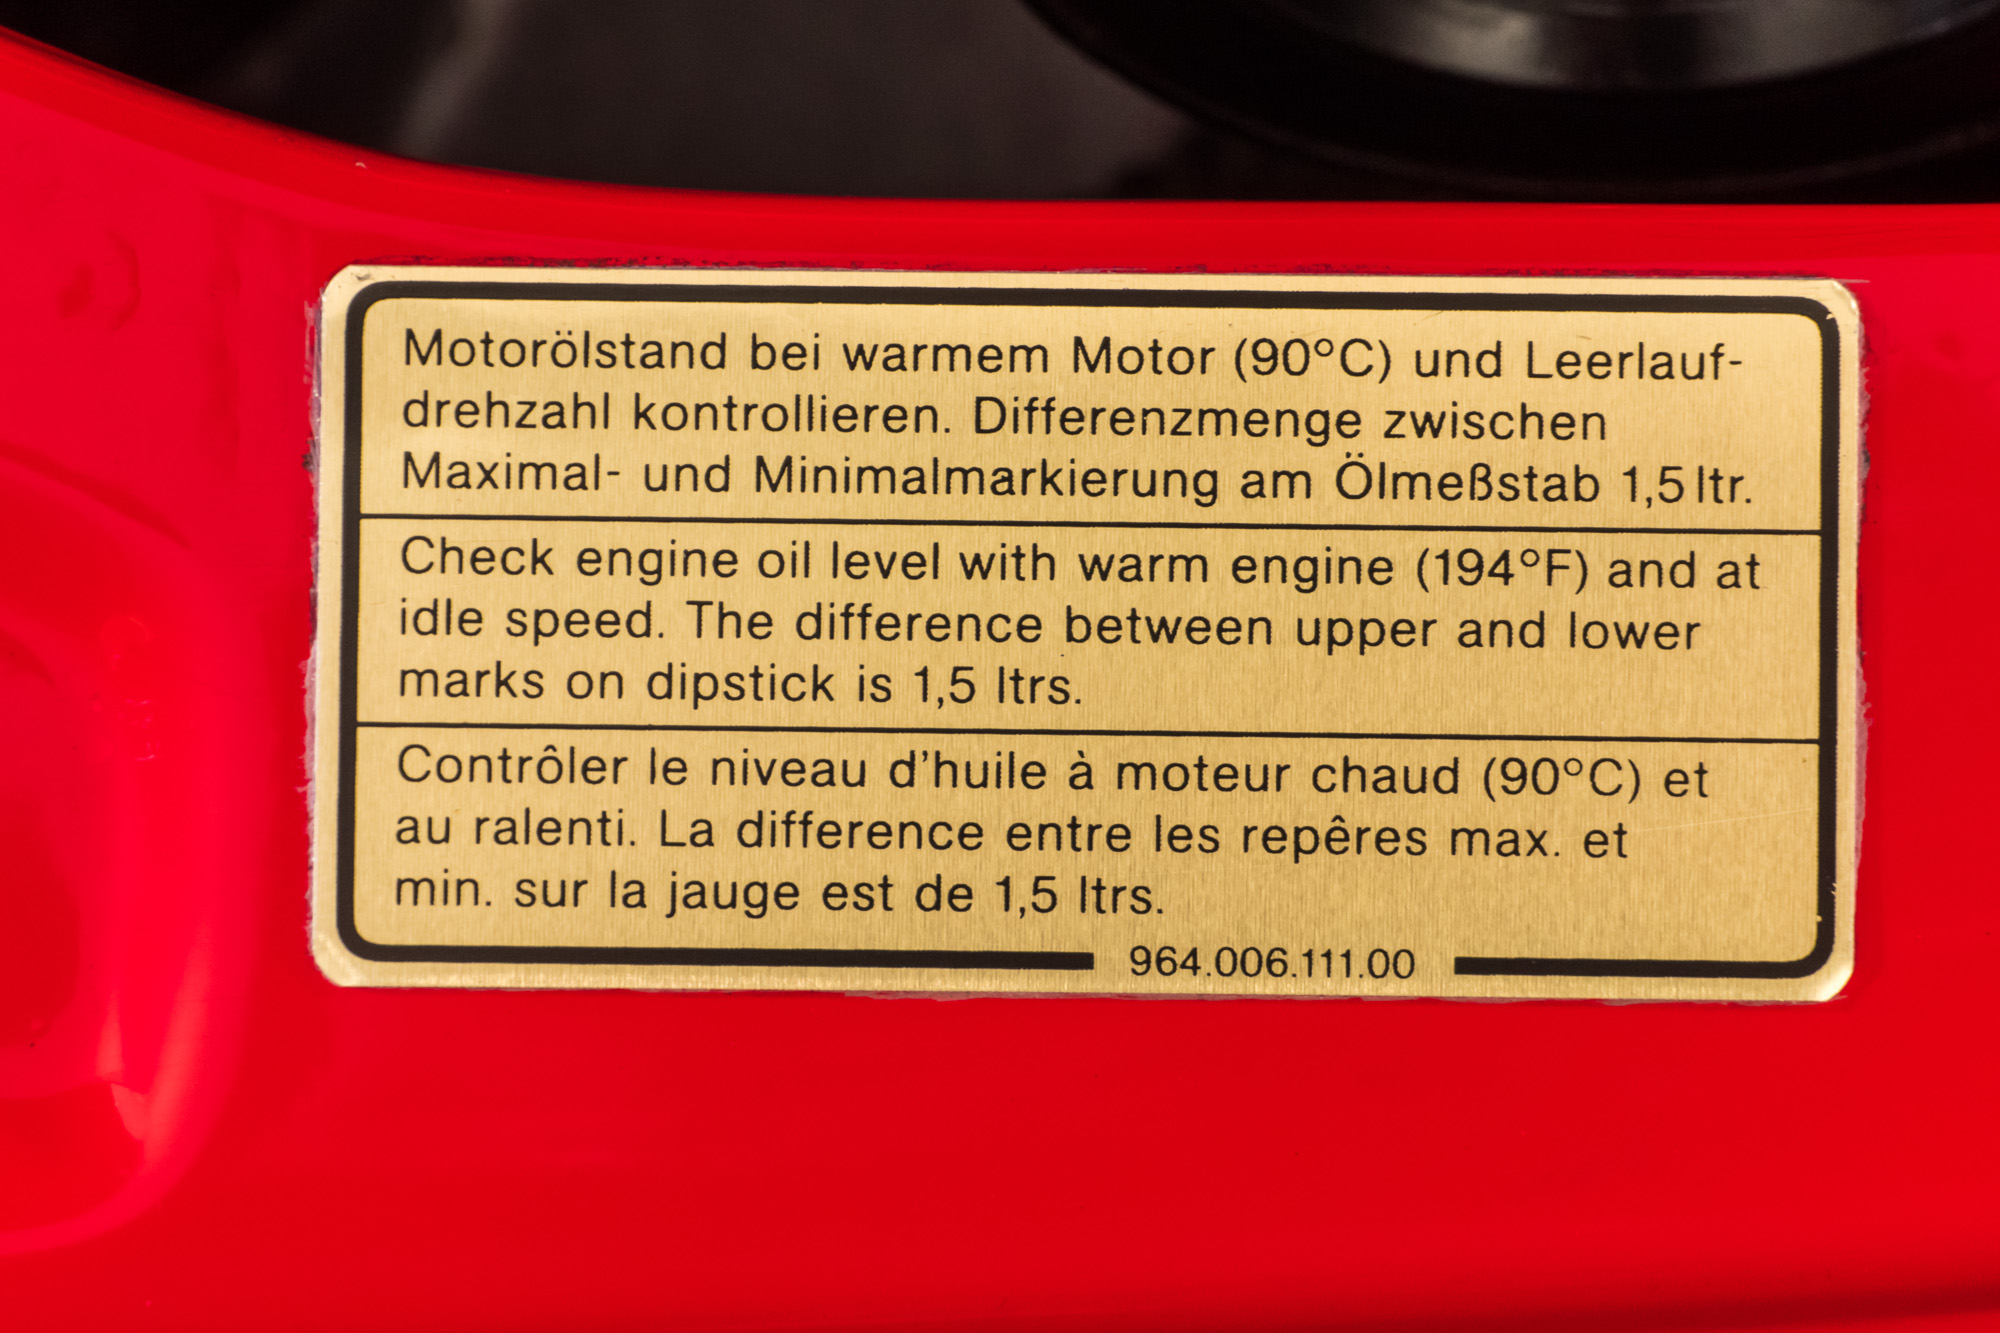 Motorölstand bei warmem Motor (90°C) und Leerlauf-
drehzahl kontrollieren. Differenzmenge zwischen
Maximal- und Minimalmarkierung am Ölmeßstab 1,5 ltr.
Check engine oil level with warm engine (194°F) and at
idle speed. The difference between upper and lower
marks on dipstick is 1,5 ltrs.
Contrôler le niveau d'huile à moteur chaud (90°C) et
au ralenti. La difference entre les repêres max. et
min. sur la jauge est de 1,5 ltrs.
964.006.111.00